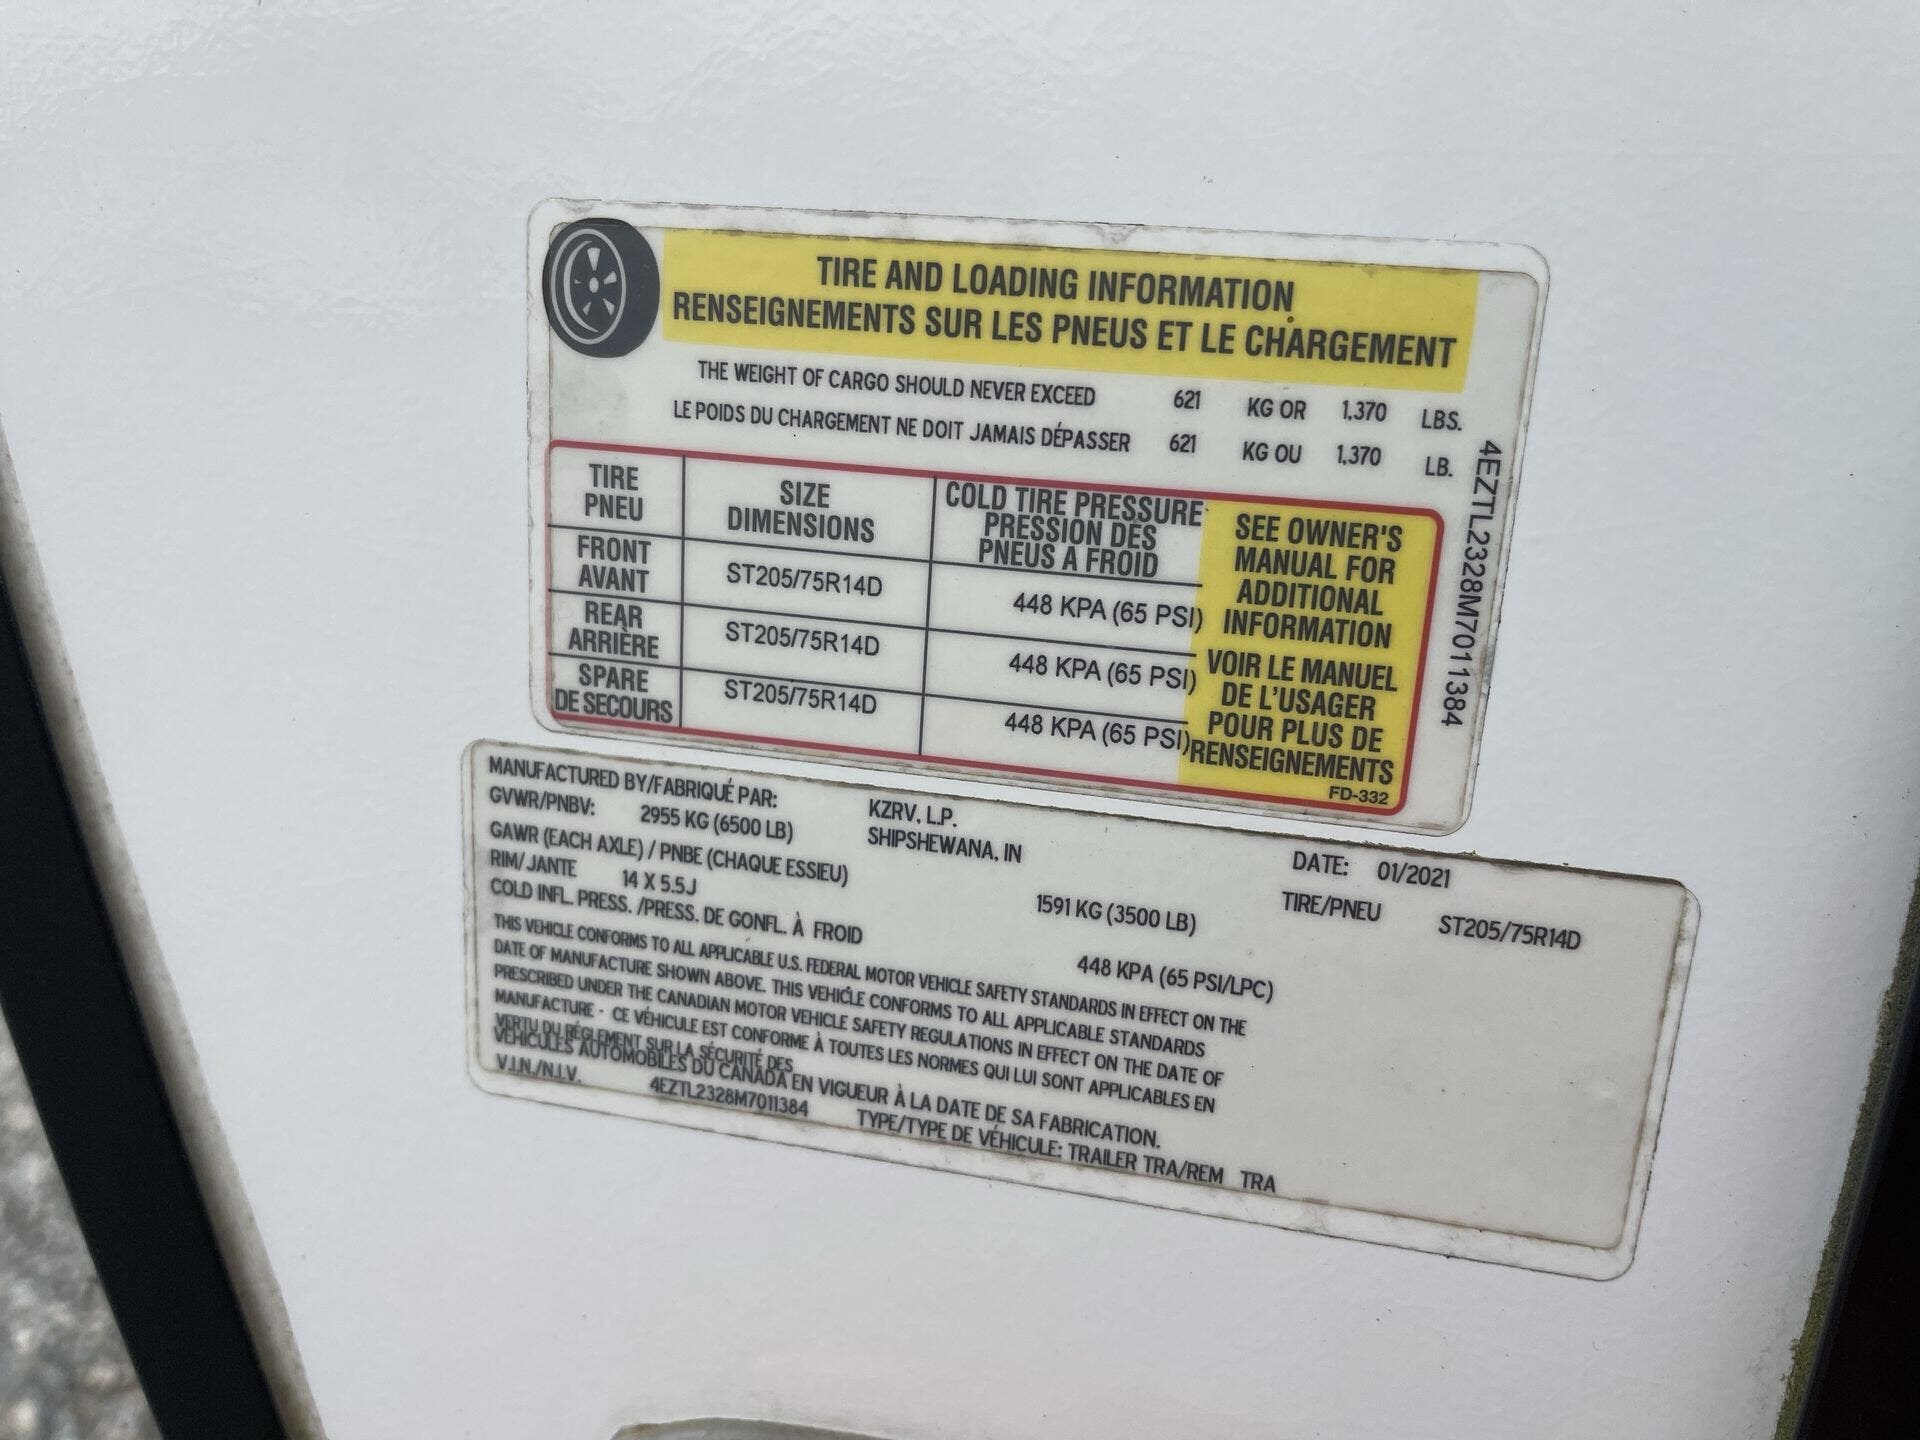 TIRE AND LOADING INFORMATION
RENSEIGNEMENTS SUR LES PNEUS ET LE CHARGEMENT
THE WEIGHT OF CARGO SHOULD NEVER EXCEED 621 KG OR 1,370 LBS.
LE POIDS DU CHARGEMENT NE DOIT JAMAIS DÉPASSER 621 KG OU 1,370 LB.
TIRE
PNEU
SIZE
DIMENSIONS
COLD TIRE PRESSURE
PRESSION DES
PNEUS A FROID
FRONT
AVANT
ST205/75R14D
448 KPA (65 PSI)
REAR
ARRIÈRE
ST205/75R14D
448 KPA (65 PSI)
SPARE
DE SECOURS
ST205/75R14D
448 KPA (65 PSI)
SEE OWNER'S
MANUAL FOR
ADDITIONAL
INFORMATION
VOIR LE MANUEL
DE L'USAGER
POUR PLUS DE
RENSEIGNEMENTS
FD-332
4EZTL2328M7011384
MANUFACTURED BY/FABRIQUÉ PAR: KZRV, L.P.
SHIPSHEWANA, IN
DATE: 01/2021
GVWR/PNBV: 2955 KG (6500 LB)
GAWR (EACH AXLE) / PNBE (CHAQUE ESSIEU) 1591 KG (3500 LB) TIRE/PNEU ST205/75R14D
RIM/JANTE 14 X 5.5J
COLD INFL. PRESS. /PRESS. DE GONFL. À FROID 448 KPA (65 PSI/LPC)
THIS VEHICLE CONFORMS TO ALL APPLICABLE U.S. FEDERAL MOTOR VEHICLE SAFETY STANDARDS IN EFFECT ON THE
DATE OF MANUFACTURE SHOWN ABOVE. THIS VEHICLE CONFORMS TO ALL APPLICABLE STANDARDS
PRESCRIBED UNDER THE CANADIAN MOTOR VEHICLE SAFETY REGULATIONS IN EFFECT ON THE DATE OF
MANUFACTURE - CE VÉHICULE EST CONFORME À TOUTES LES NORMES QUI LUI SONT APPLICABLES EN
VERTU DU RÉGLEMENT SUR LA SÉCURITÉ DES
VÉHICULES AUTOMOBILES DU CANADA EN VIGUEUR À LA DATE DE SA FABRICATION.
V.I.N./N.I.V. 4EZTL2328M7011384 TYPE/TYPE DE VÉHICULE: TRAILER TRA/REM TRA